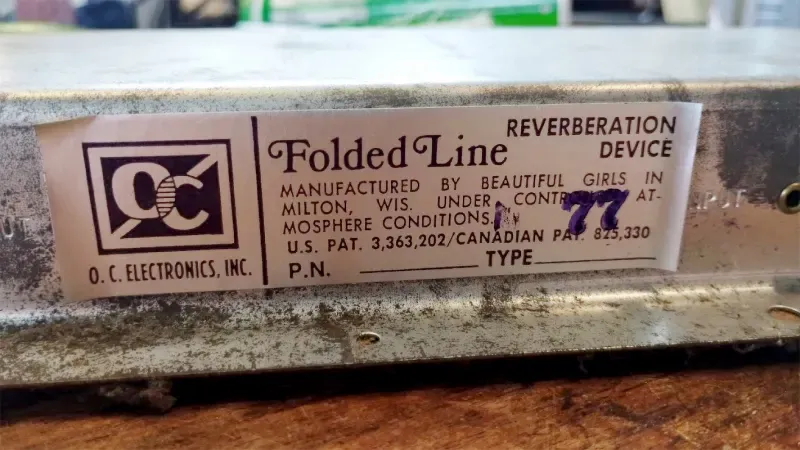 OC
O. C. ELECTRONICS, INC.
Folded Line
REVERBERATION
DEVICE
MANUFACTURED BY BEAUTIFUL GIRLS IN
MILTON, WIS. UNDER CONTROLLED AT-
MOSPHERE CONDITIONS.
77
U.S. PAT. 3,363,202/CANADIAN PAT. 825,330
P.N. TYPE